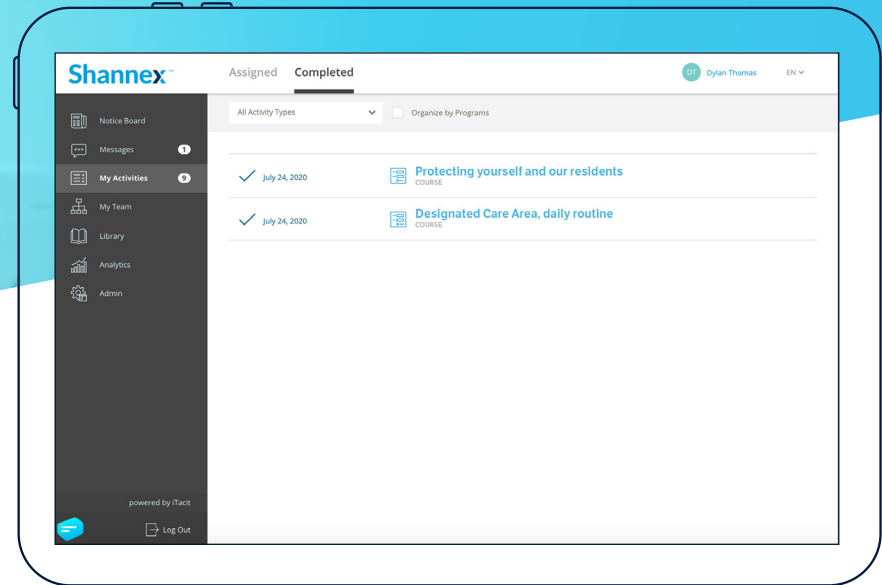 Shannex™
Assigned Completed
DT Dylan Thomas EN
All Activity Types Organize by Programs
Notice Board
Messages 1
My Activities 9
My Team
Library
Analytics
Admin
July 24, 2020 Protecting yourself and our residents
COURSE
July 24, 2020 Designated Care Area, daily routine
COURSE
powered by iTacit
Log Out